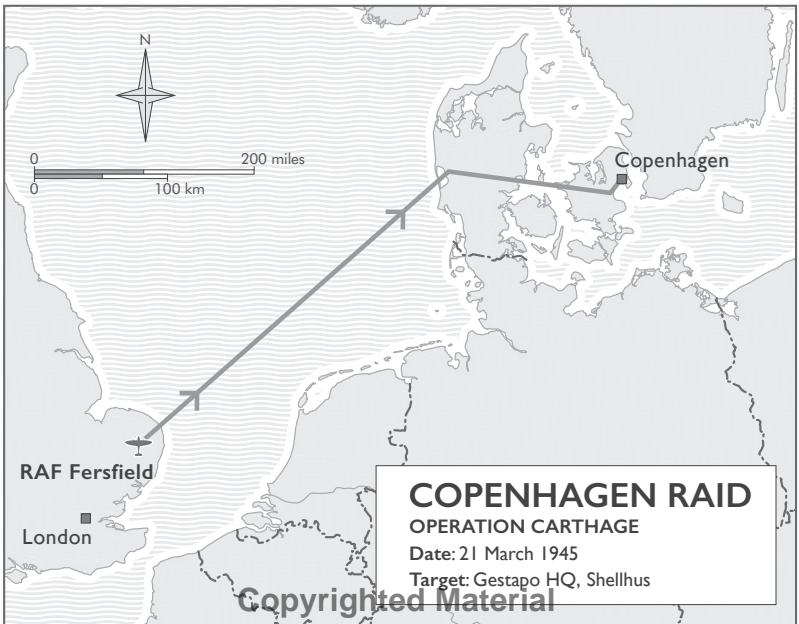 N
0 200 miles
0 100 km
Copenhagen
RAF Fersfield
London
COPENHAGEN RAID
OPERATION CARTHAGE
Date: 21 March 1945
Target: Gestapo HQ, Shellhus
Copyrighted Material